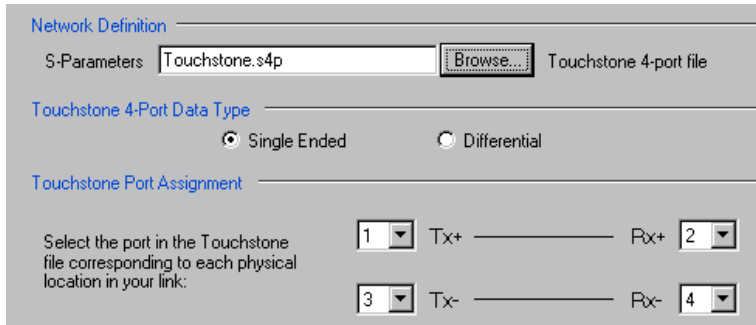 Network Definition
S-Parameters Touchstone.s4p Browse... Touchstone 4-port file
Touchstone 4-Port Data Type
Single Ended Differential
Touchstone Port Assignment
Select the port in the Touchstone
file corresponding to each physical
location in your link:
1 Tx+ Rx+ 2
3 Tx- Rx- 4